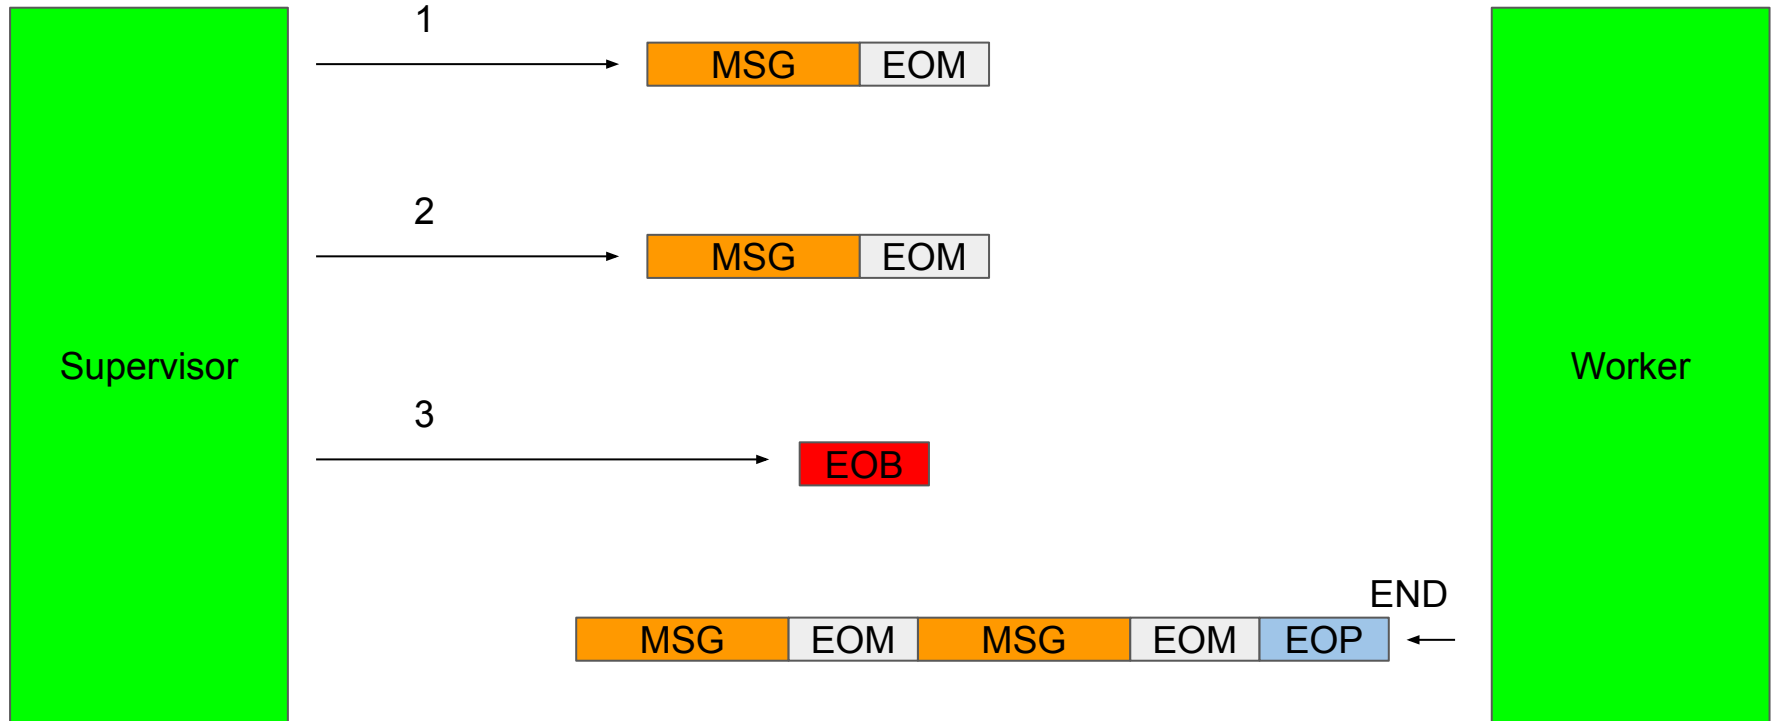 1
MSG EOM
2
MSG EOM
Supervisor
Worker
3
EOB
END
MSG EOM MSG EOM EOP